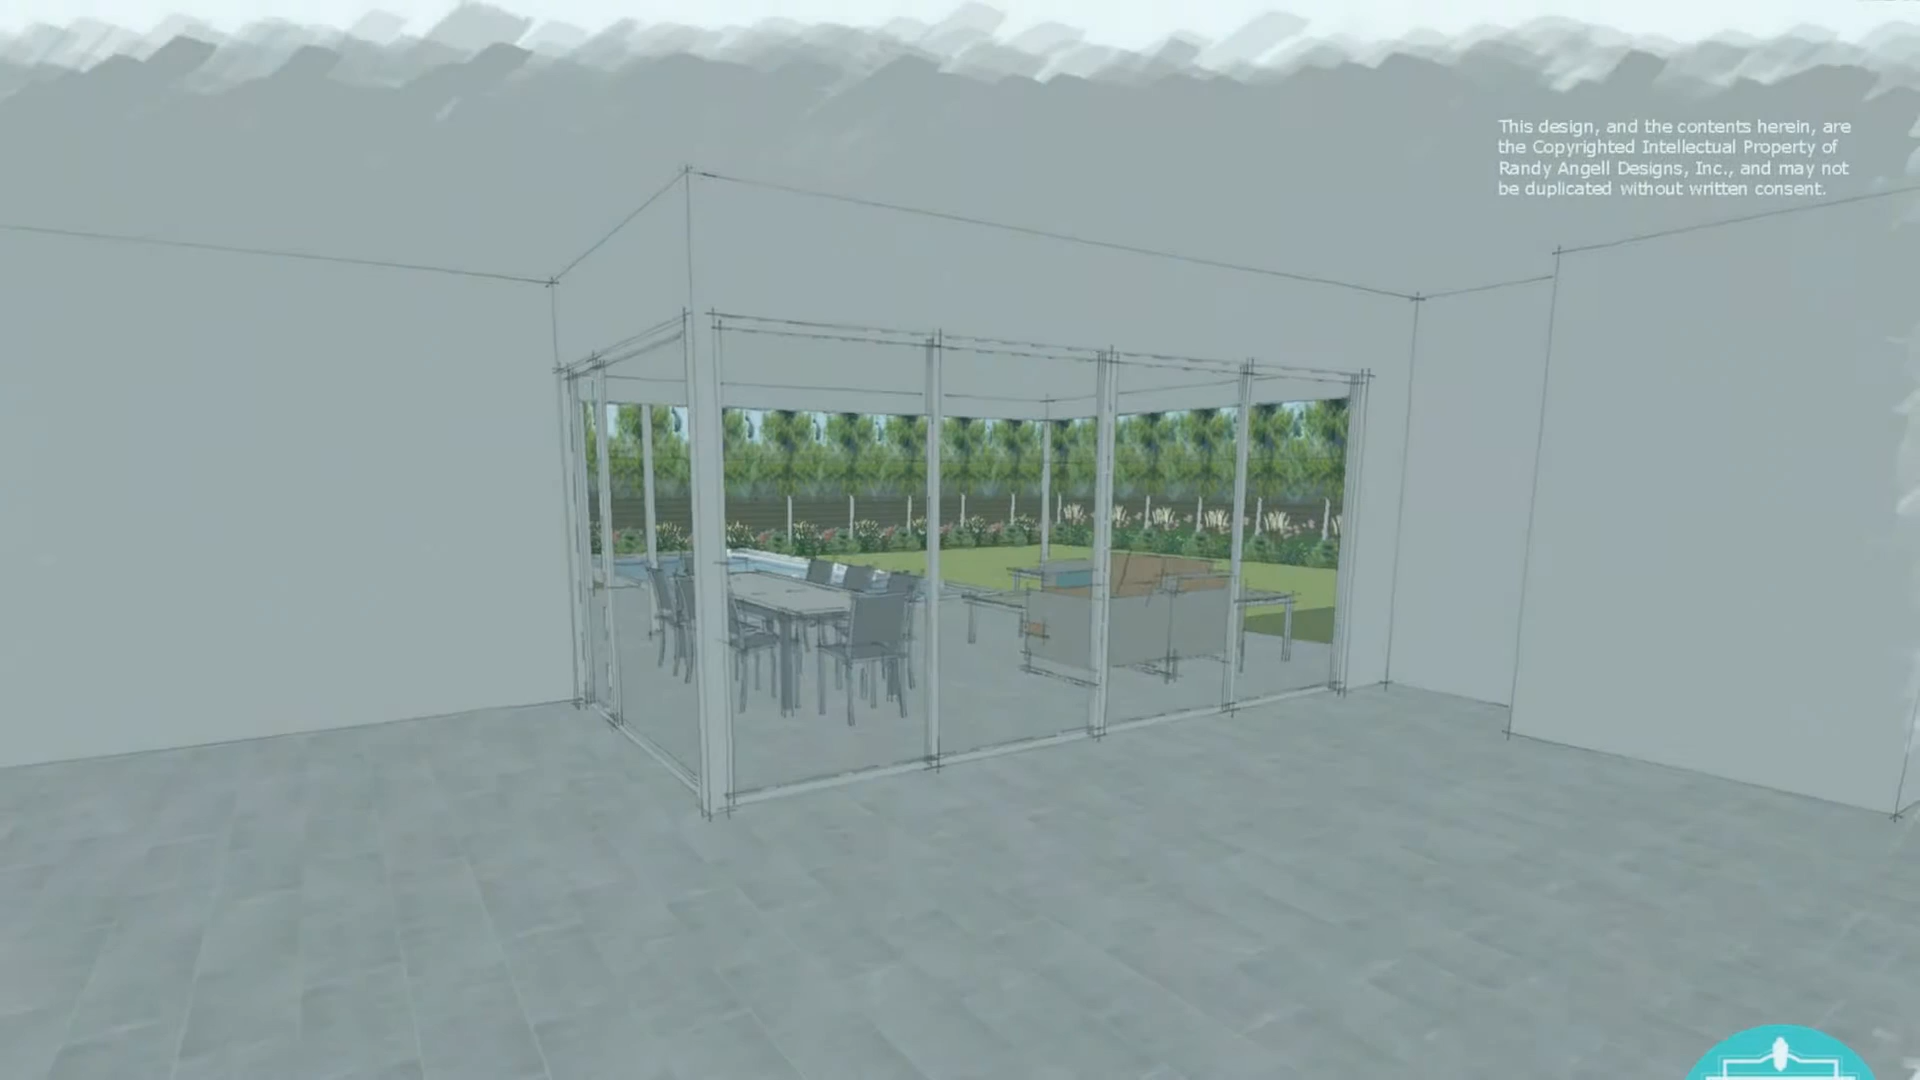 This design, and the contents herein, are
the Copyrighted Intellectual Property of
Randy Angell Designs, Inc., and may not
be duplicated without written consent.